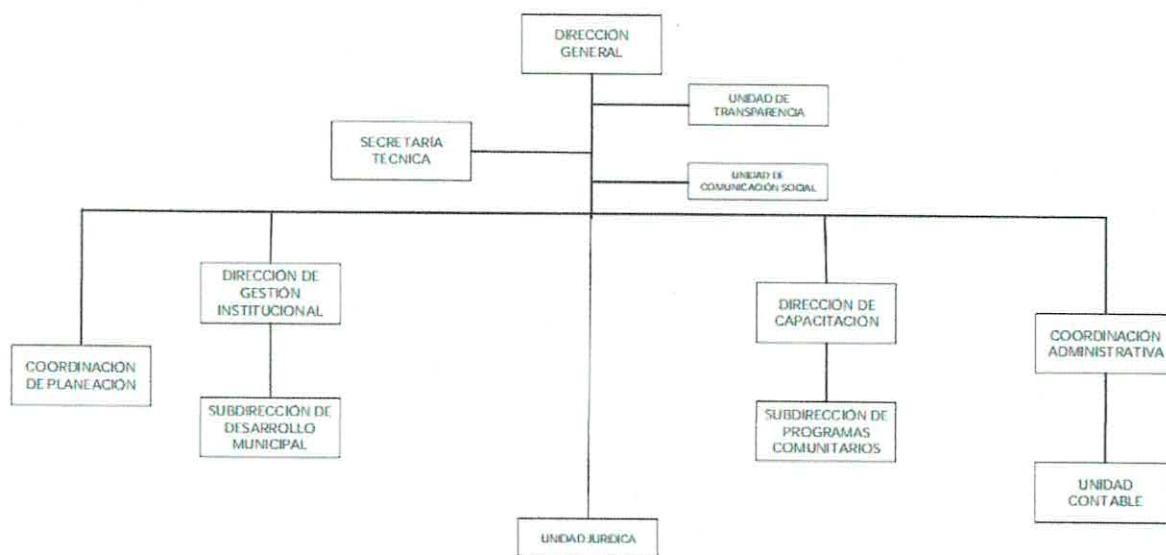 DIRECCIÓN
GENERAL
UNIDAD DE
TRANSPARENCIA
SECRETARÍA
TÉCNICA
UNIDAD DE
COMUNICACIÓN SOCIAL
DIRECCIÓN DE
GESTIÓN
INSTITUCIONAL
DIRECCIÓN DE
CAPACITACIÓN
COORDINACIÓN
ADMINISTRATIVA
COORDINACIÓN
DE PLANEACIÓN
SUBDIRECCIÓN DE
DESARROLLO
MUNICIPAL
SUBDIRECCIÓN DE
PROGRAMAS
COMUNITARIOS
UNIDAD
CONTABLE
UNIDAD JURÍDICA